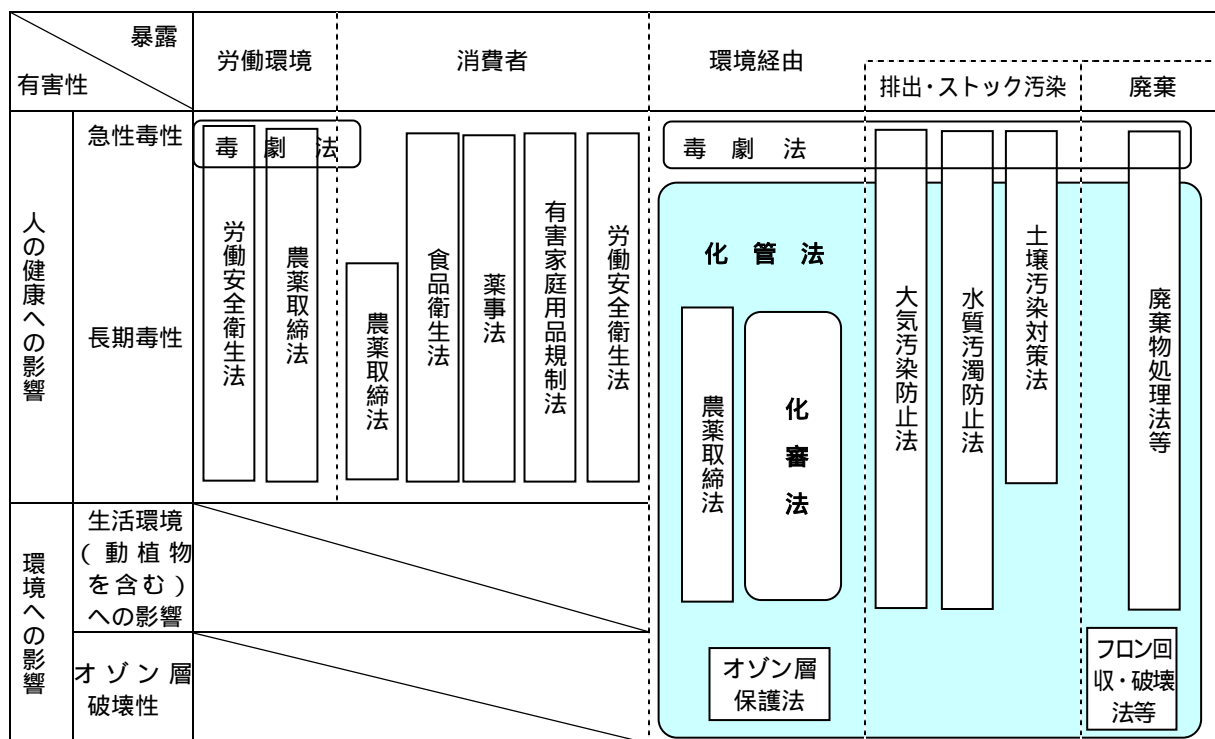 暴露
有害性
労働環境
消費者
環境経由
排出・ストック汚染
廃棄
人の健康への影響
急性毒性
長期毒性
毒劇法
労働安全衛生法
農薬取締法
農薬取締法
食品衛生法
薬事法
有害家庭用品規制法
労働安全衛生法
毒劇法
化管法
農薬取締法
化審法
大気汚染防止法
水質汚濁防止法
土壌汚染対策法
廃棄物処理法等
環境への影響
生活環境
(動植物
を含む)
への影響
オゾン層
破壊性
オゾン層
保護法
フロン回
収・破壊
法等